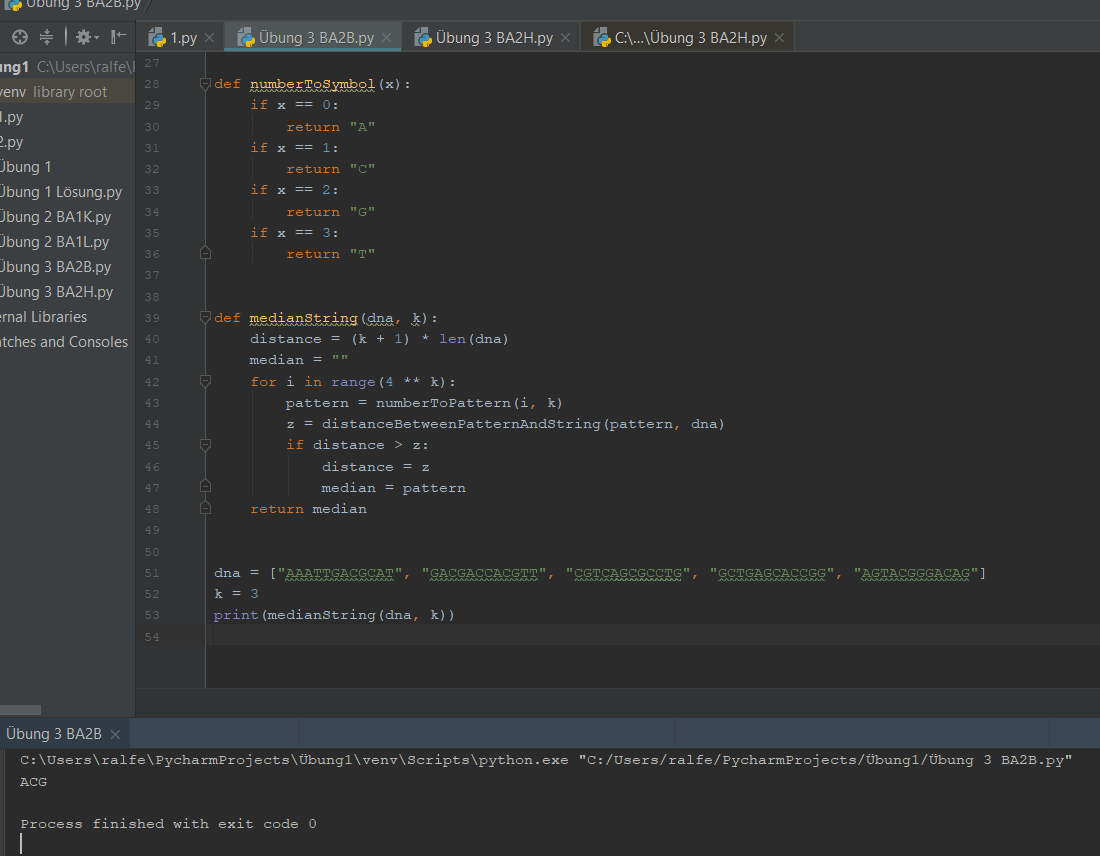 Übung 3 BA2B.py
1.py
Übung 3 BA2B.py
Übung 3 BA2H.py
C:\...\Übung 3 BA2H.py
ung1 C:\Users\ralfe\
venv library root
1.py
2.py
Übung 1
Übung 1 Lösung.py
Übung 2 BA1K.py
Übung 2 BA1L.py
Übung 3 BA2B.py
Übung 3 BA2H.py
ernal Libraries
atches and Consoles
27
28 def numberToSymbol(x):
29     if x == 0:
30         return "A"
31     if x == 1:
32         return "C"
33     if x == 2:
34         return "G"
35     if x == 3:
36         return "T"
37
38
39 def medianString(dna, k):
40     distance = (k + 1) * len(dna)
41     median = ""
42     for i in range(4 ** k):
43         pattern = numberToPattern(i, k)
44         z = distanceBetweenPatternAndString(pattern, dna)
45         if distance > z:
46             distance = z
47             median = pattern
48     return median
49
50
51 dna = ["AAATTGACGCAT", "GACGACCACGTT", "CGTCAGCGCCTG", "GCTGAGCACCGG", "AGTACGGGACAG"]
52 k = 3
53 print(medianString(dna, k))
54
Übung 3 BA2B
C:\Users\ralfe\PycharmProjects\Übung1\venv\Scripts\python.exe "C:/Users/ralfe/PycharmProjects/Übung1/Übung 3 BA2B.py"
ACG
Process finished with exit code 0